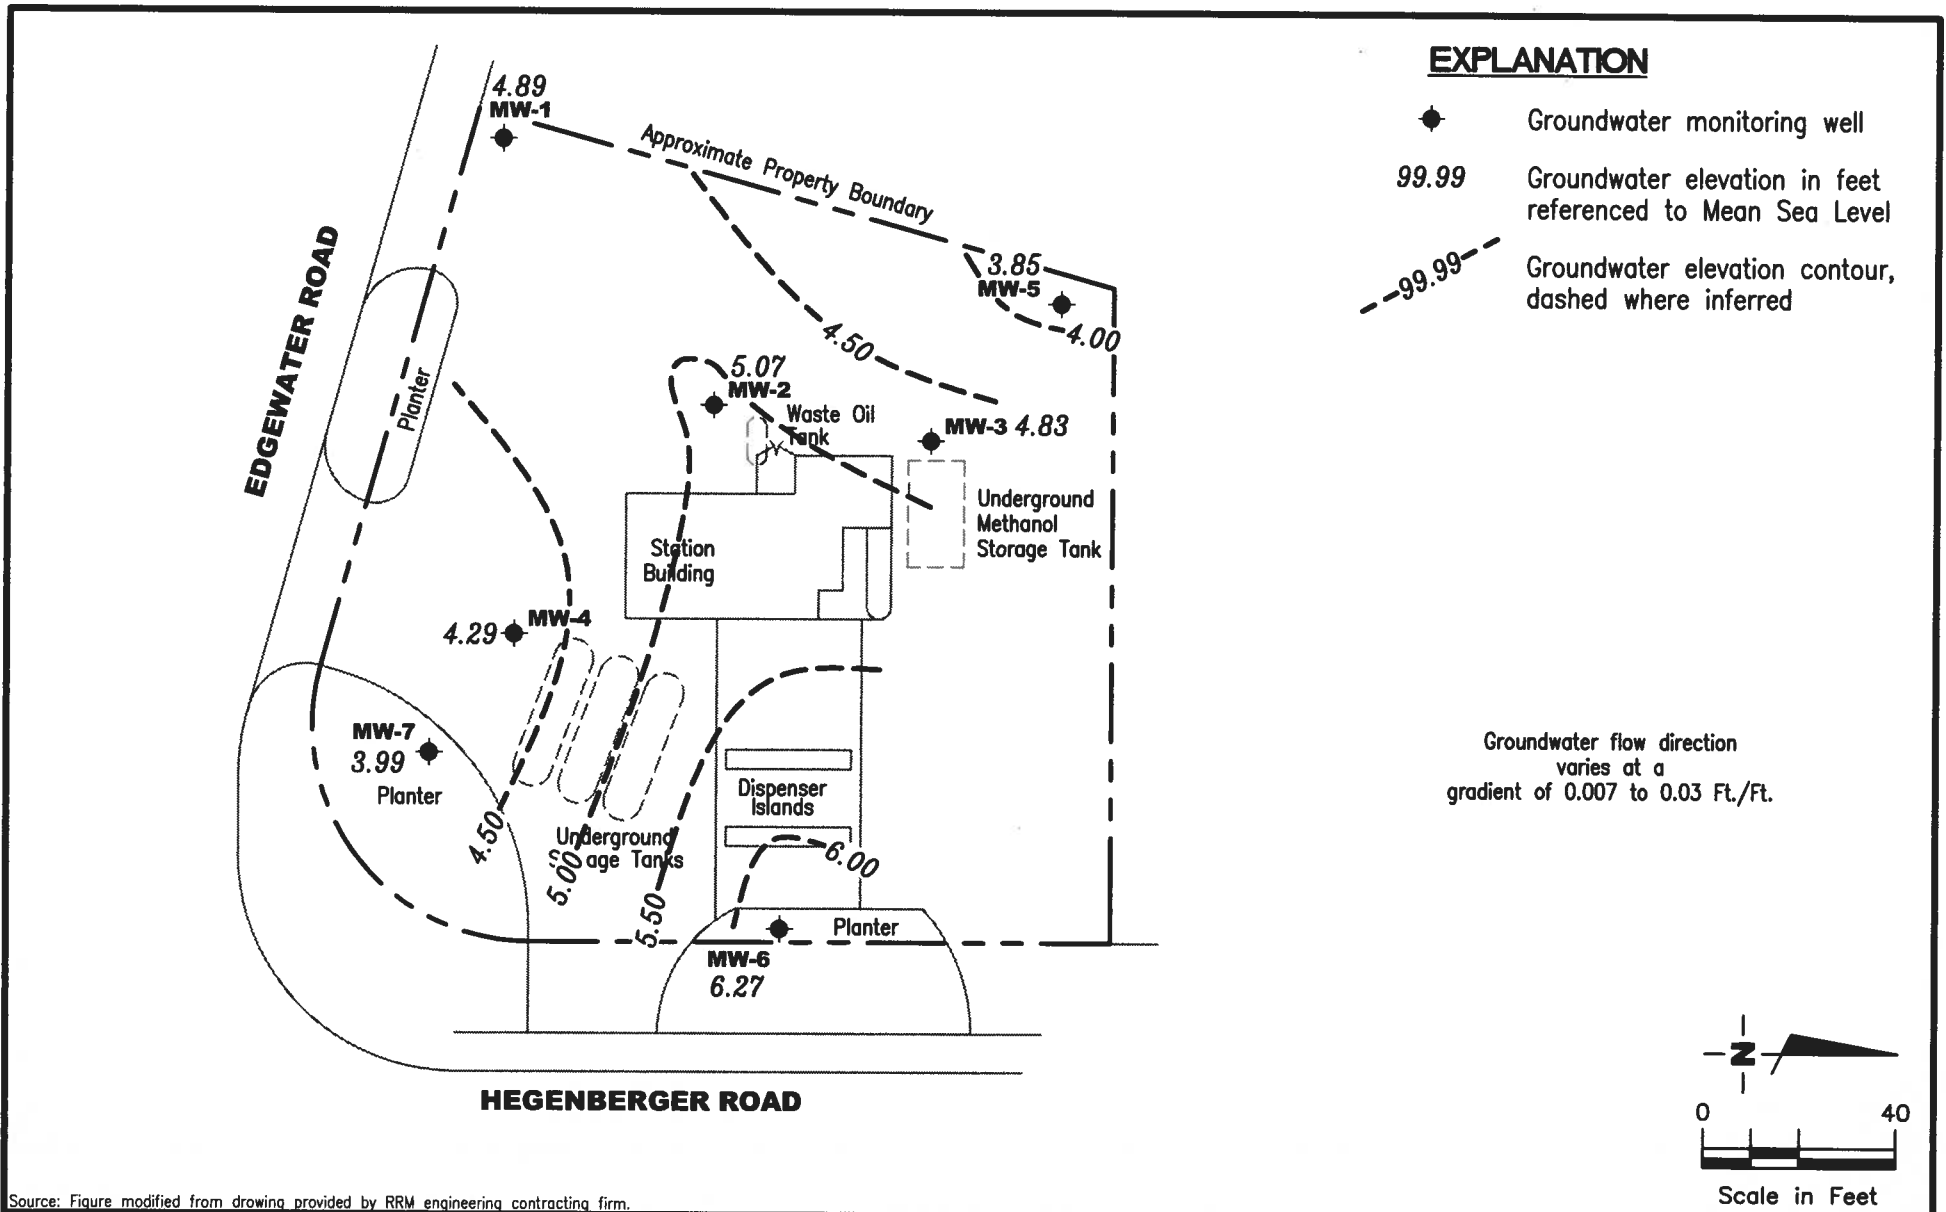 EXPLANATION
Groundwater monitoring well
99.99
Groundwater elevation in feet
referenced to Mean Sea Level
99.99
Groundwater elevation contour,
dashed where inferred
4.89
MW-1
Approximate Property Boundary
3.85
MW-5
4.00
4.50
EDGEWATER ROAD
Planter
5.07
MW-2
Waste Oil
Tank
MW-3 4.83
Underground
Methanol
Storage Tank
Station
Building
MW-4
4.29
MW-7
3.99
Planter
Dispenser
Islands
4.50
Underground
age Tanks
5.00
5.50
6.00
Planter
MW-6
6.27
Groundwater flow direction
varies at a
gradient of 0.007 to 0.03 Ft./Ft.
HEGENBERGER ROAD
N
0 40
Scale in Feet
Source: Figure modified from drawing provided by RRM engineering contracting firm.